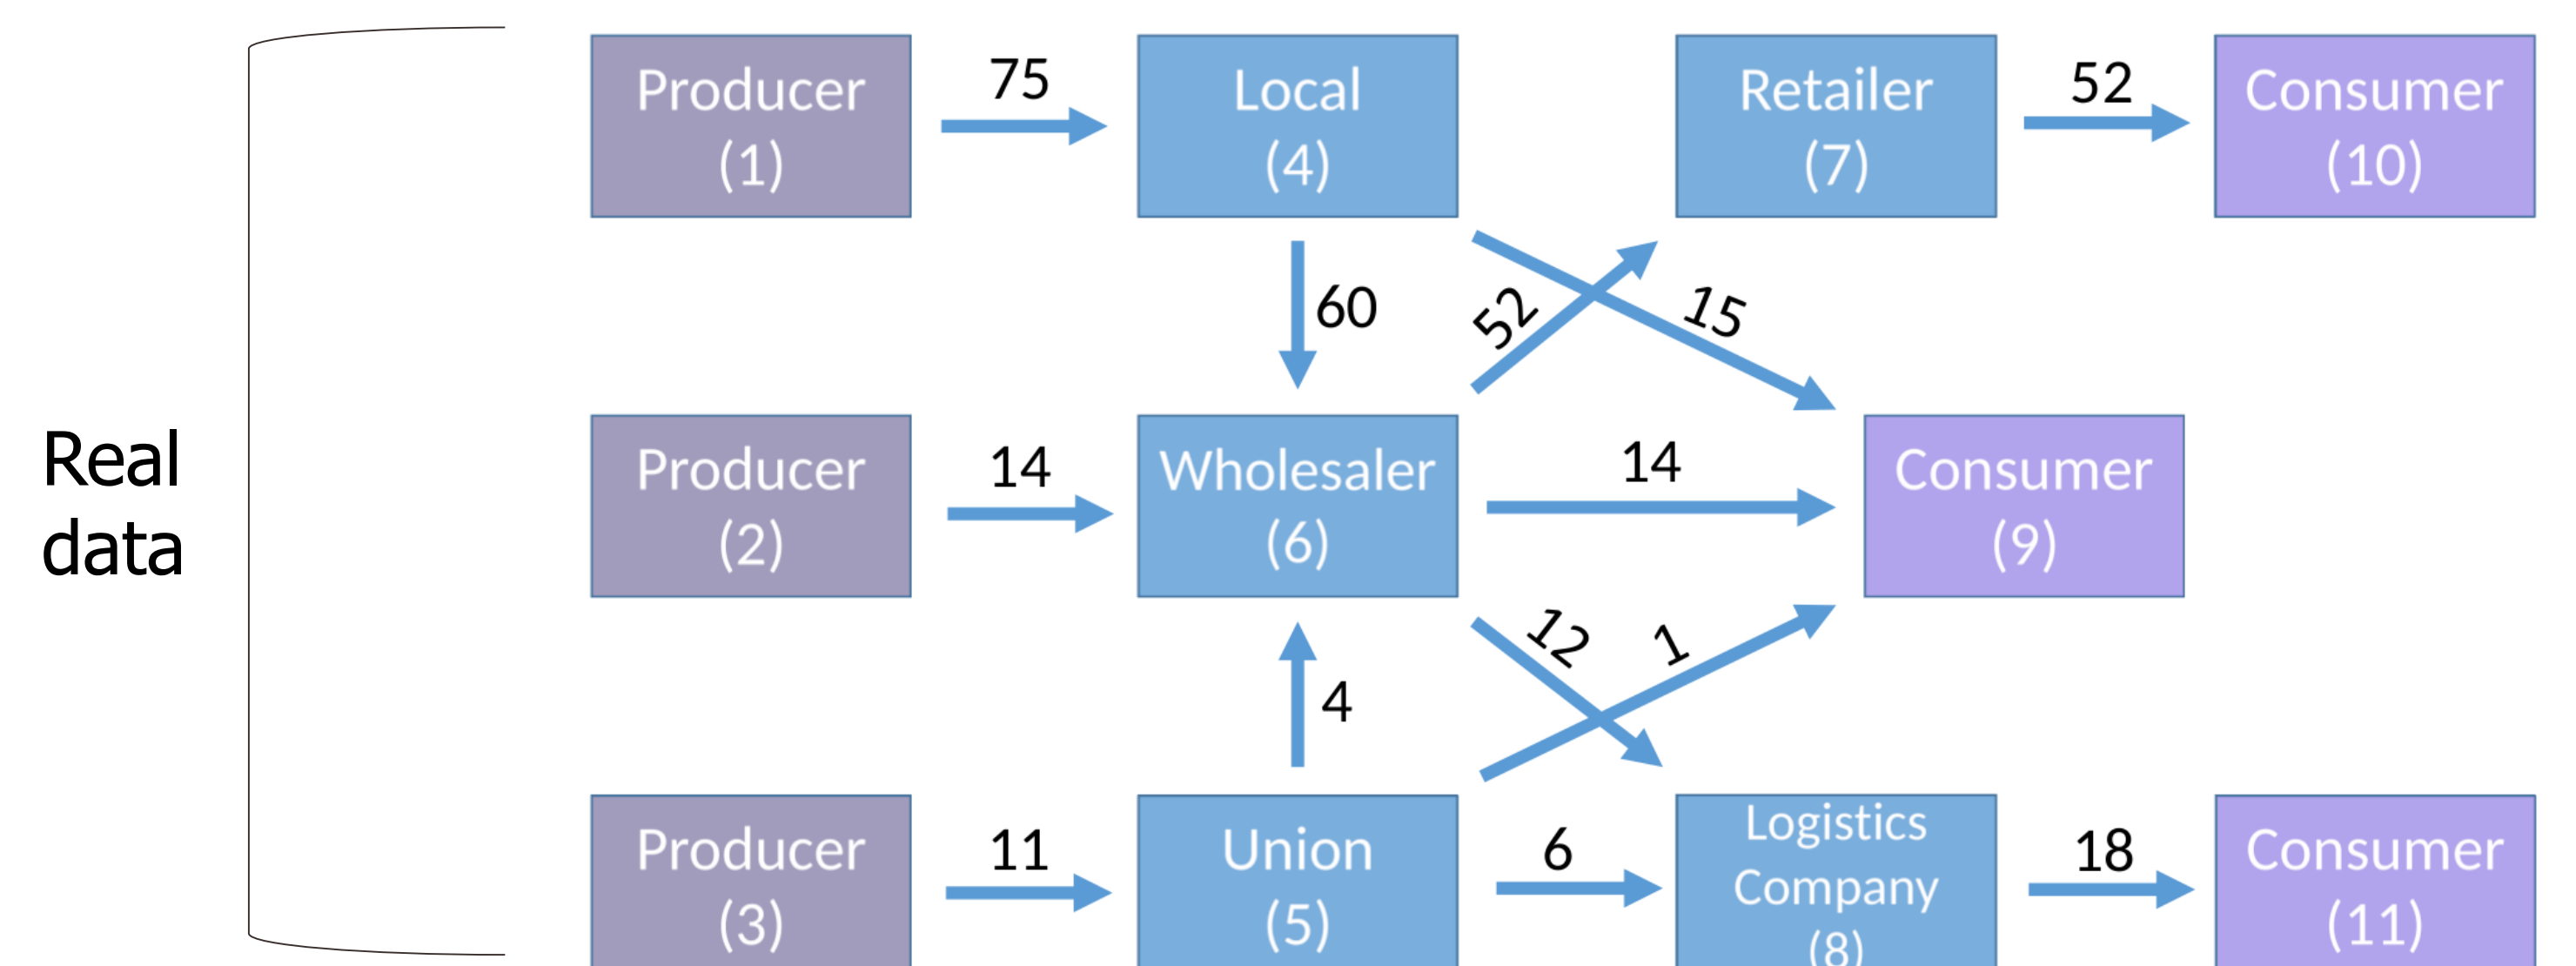 Real
data
Producer
(1)
75
Local
(4)
Retailer
(7)
52
Consumer
(10)
60
52
15
Producer
(2)
14
Wholesaler
(6)
14
Consumer
(9)
4
12
1
Producer
(3)
11
Union
(5)
6
Logistics
Company
(8)
18
Consumer
(11)